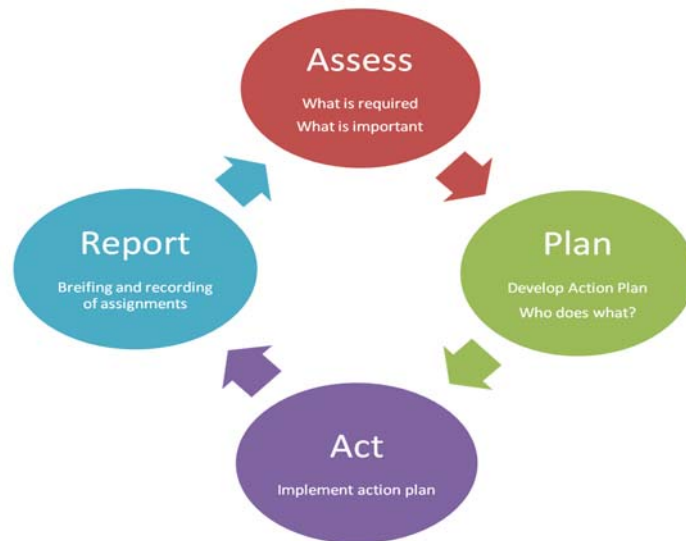 Assess
What is required
What is important
Plan
Develop Action Plan
Who does what?
Act
Implement action plan
Report
Breifing and recording
of assignments